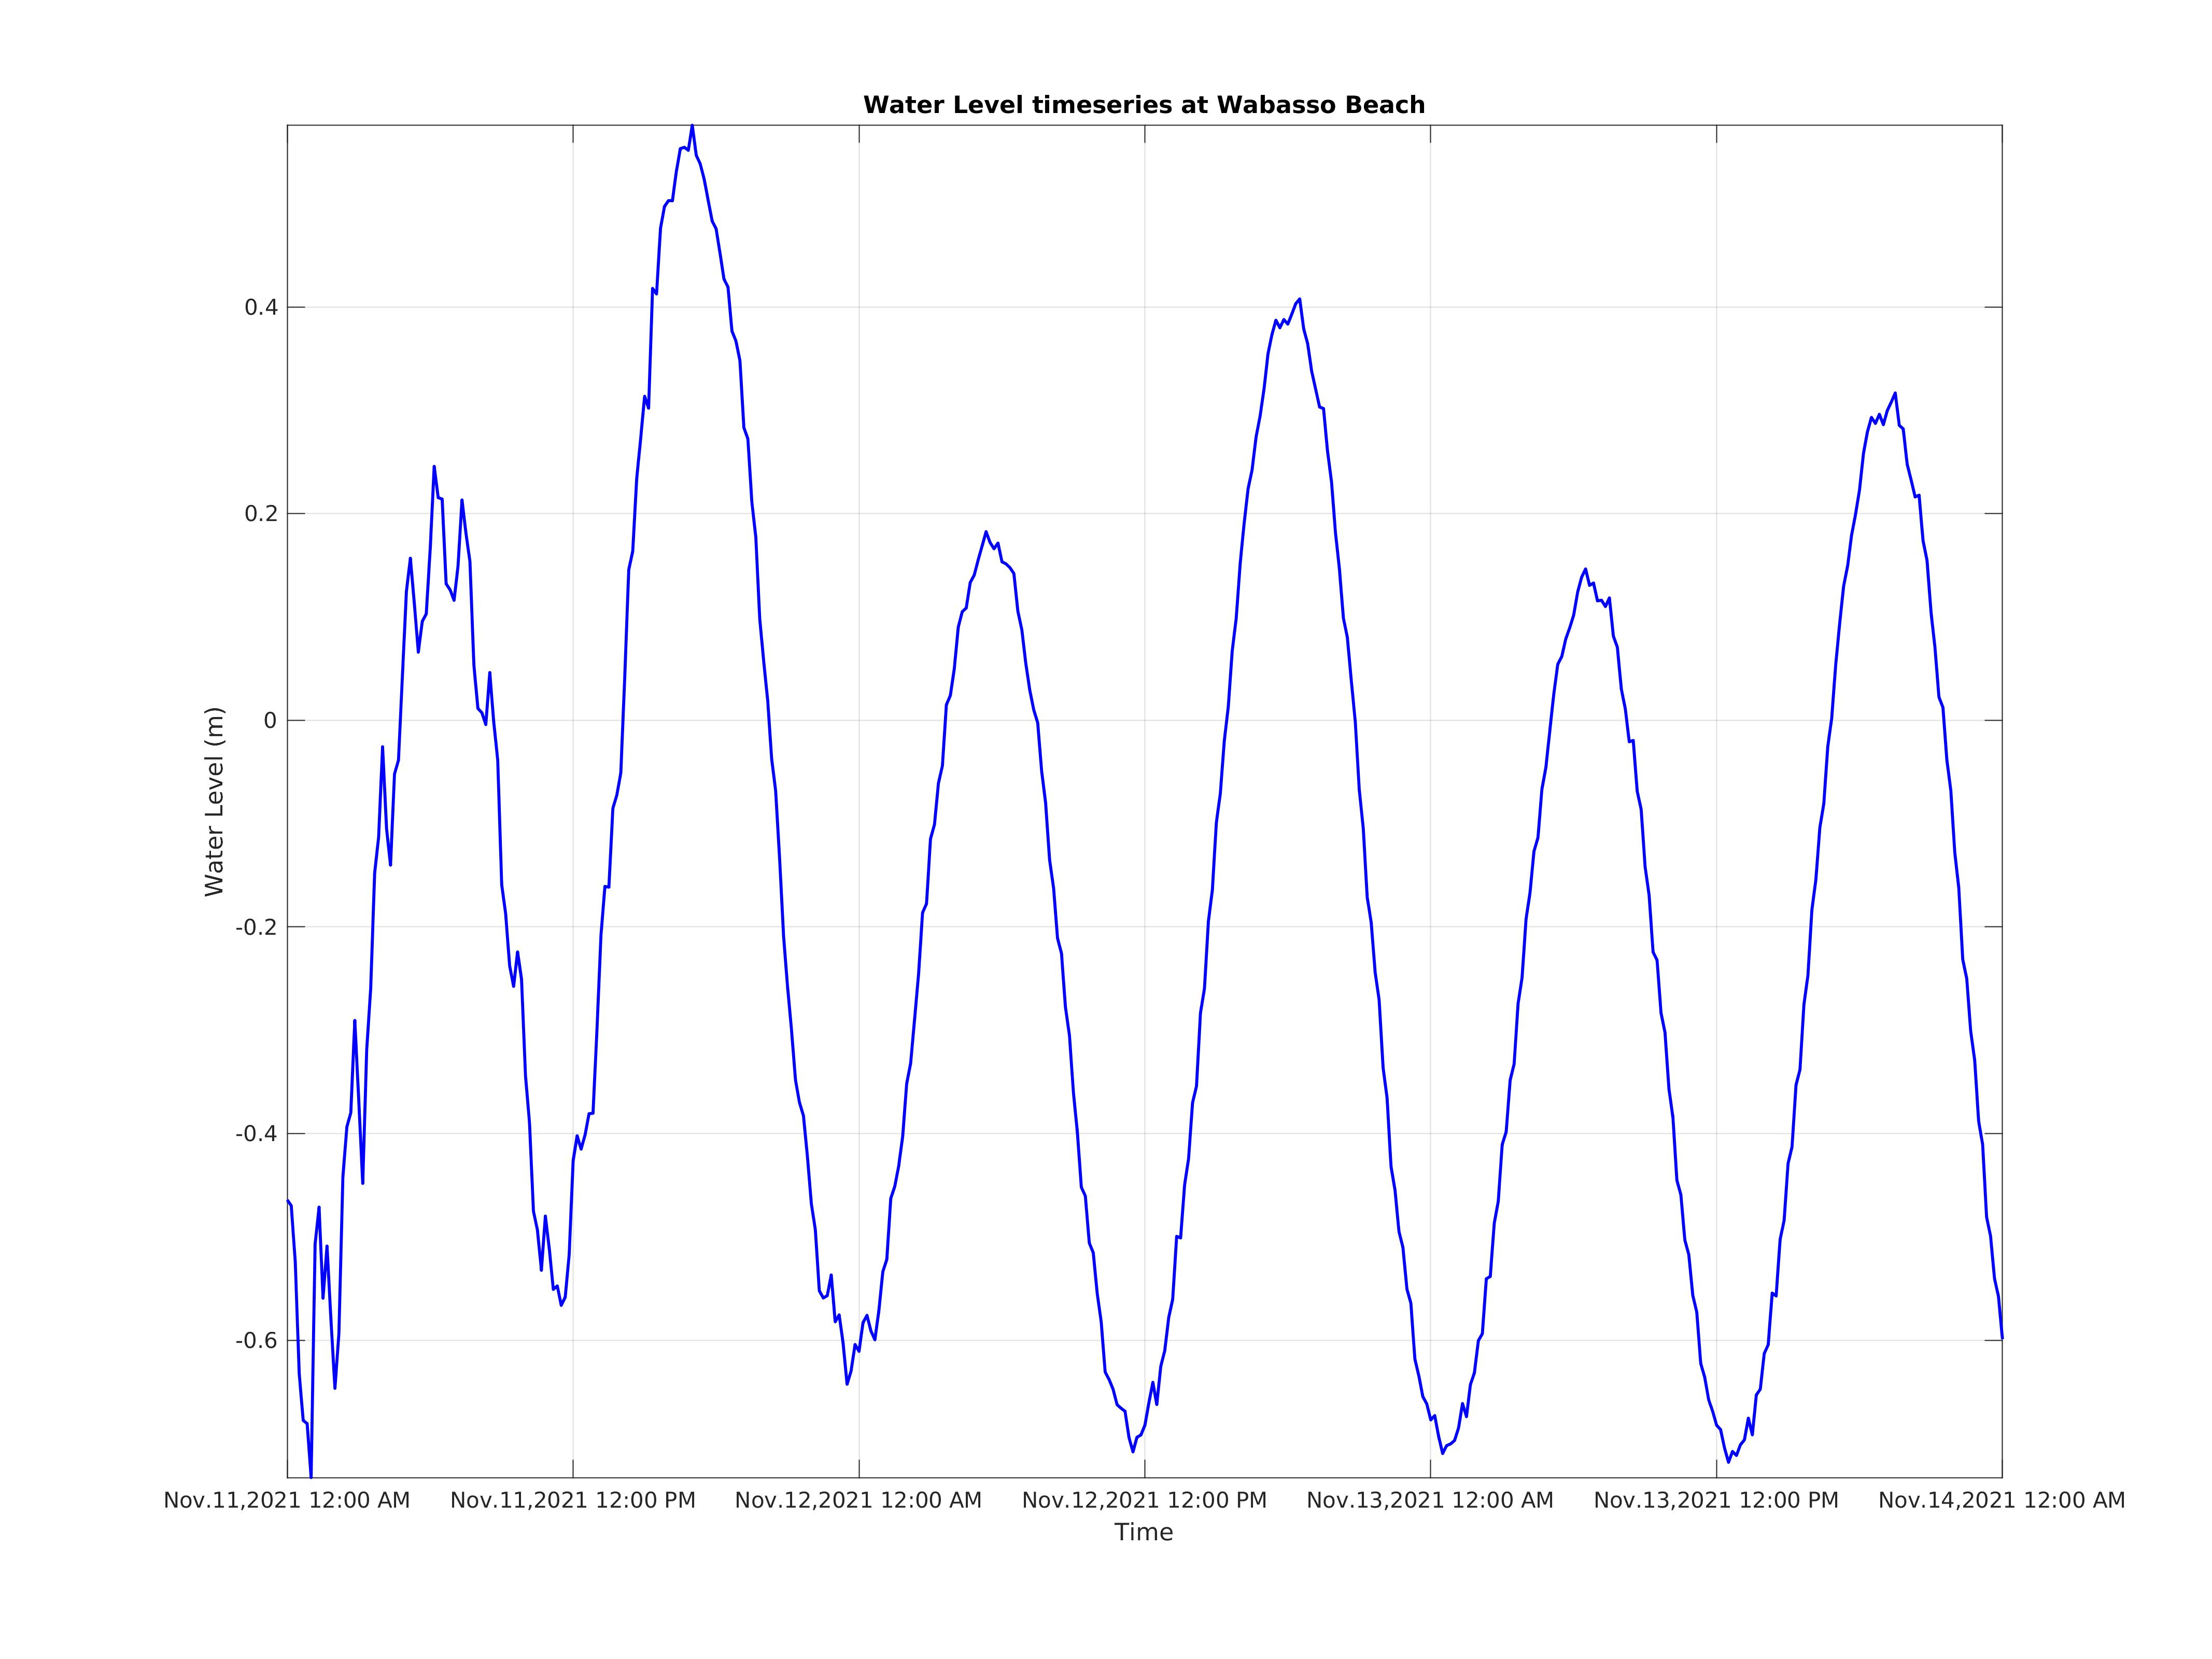 Water Level timeseries at Wabasso Beach
0.4
0.2
0
-0.2
-0.4
-0.6
Water Level (m)
Nov.11,2021 12:00 AM
Nov.11,2021 12:00 PM
Nov.12,2021 12:00 AM
Nov.12,2021 12:00 PM
Nov.13,2021 12:00 AM
Nov.13,2021 12:00 PM
Nov.14,2021 12:00 AM
Time